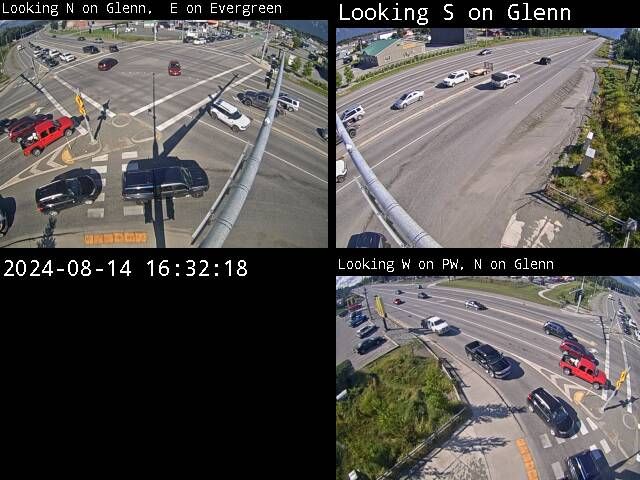 Looking N on Glenn, E on Evergreen
Looking S on Glenn
2024-08-14 16:32:18
Looking W on PW, N on Glenn